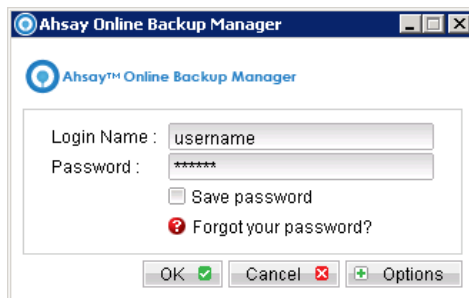 Ahsay Online Backup Manager
Ahsay™ Online Backup Manager
Login Name : username
Password : ******
Save password
Forgot your password?
OK Cancel Options